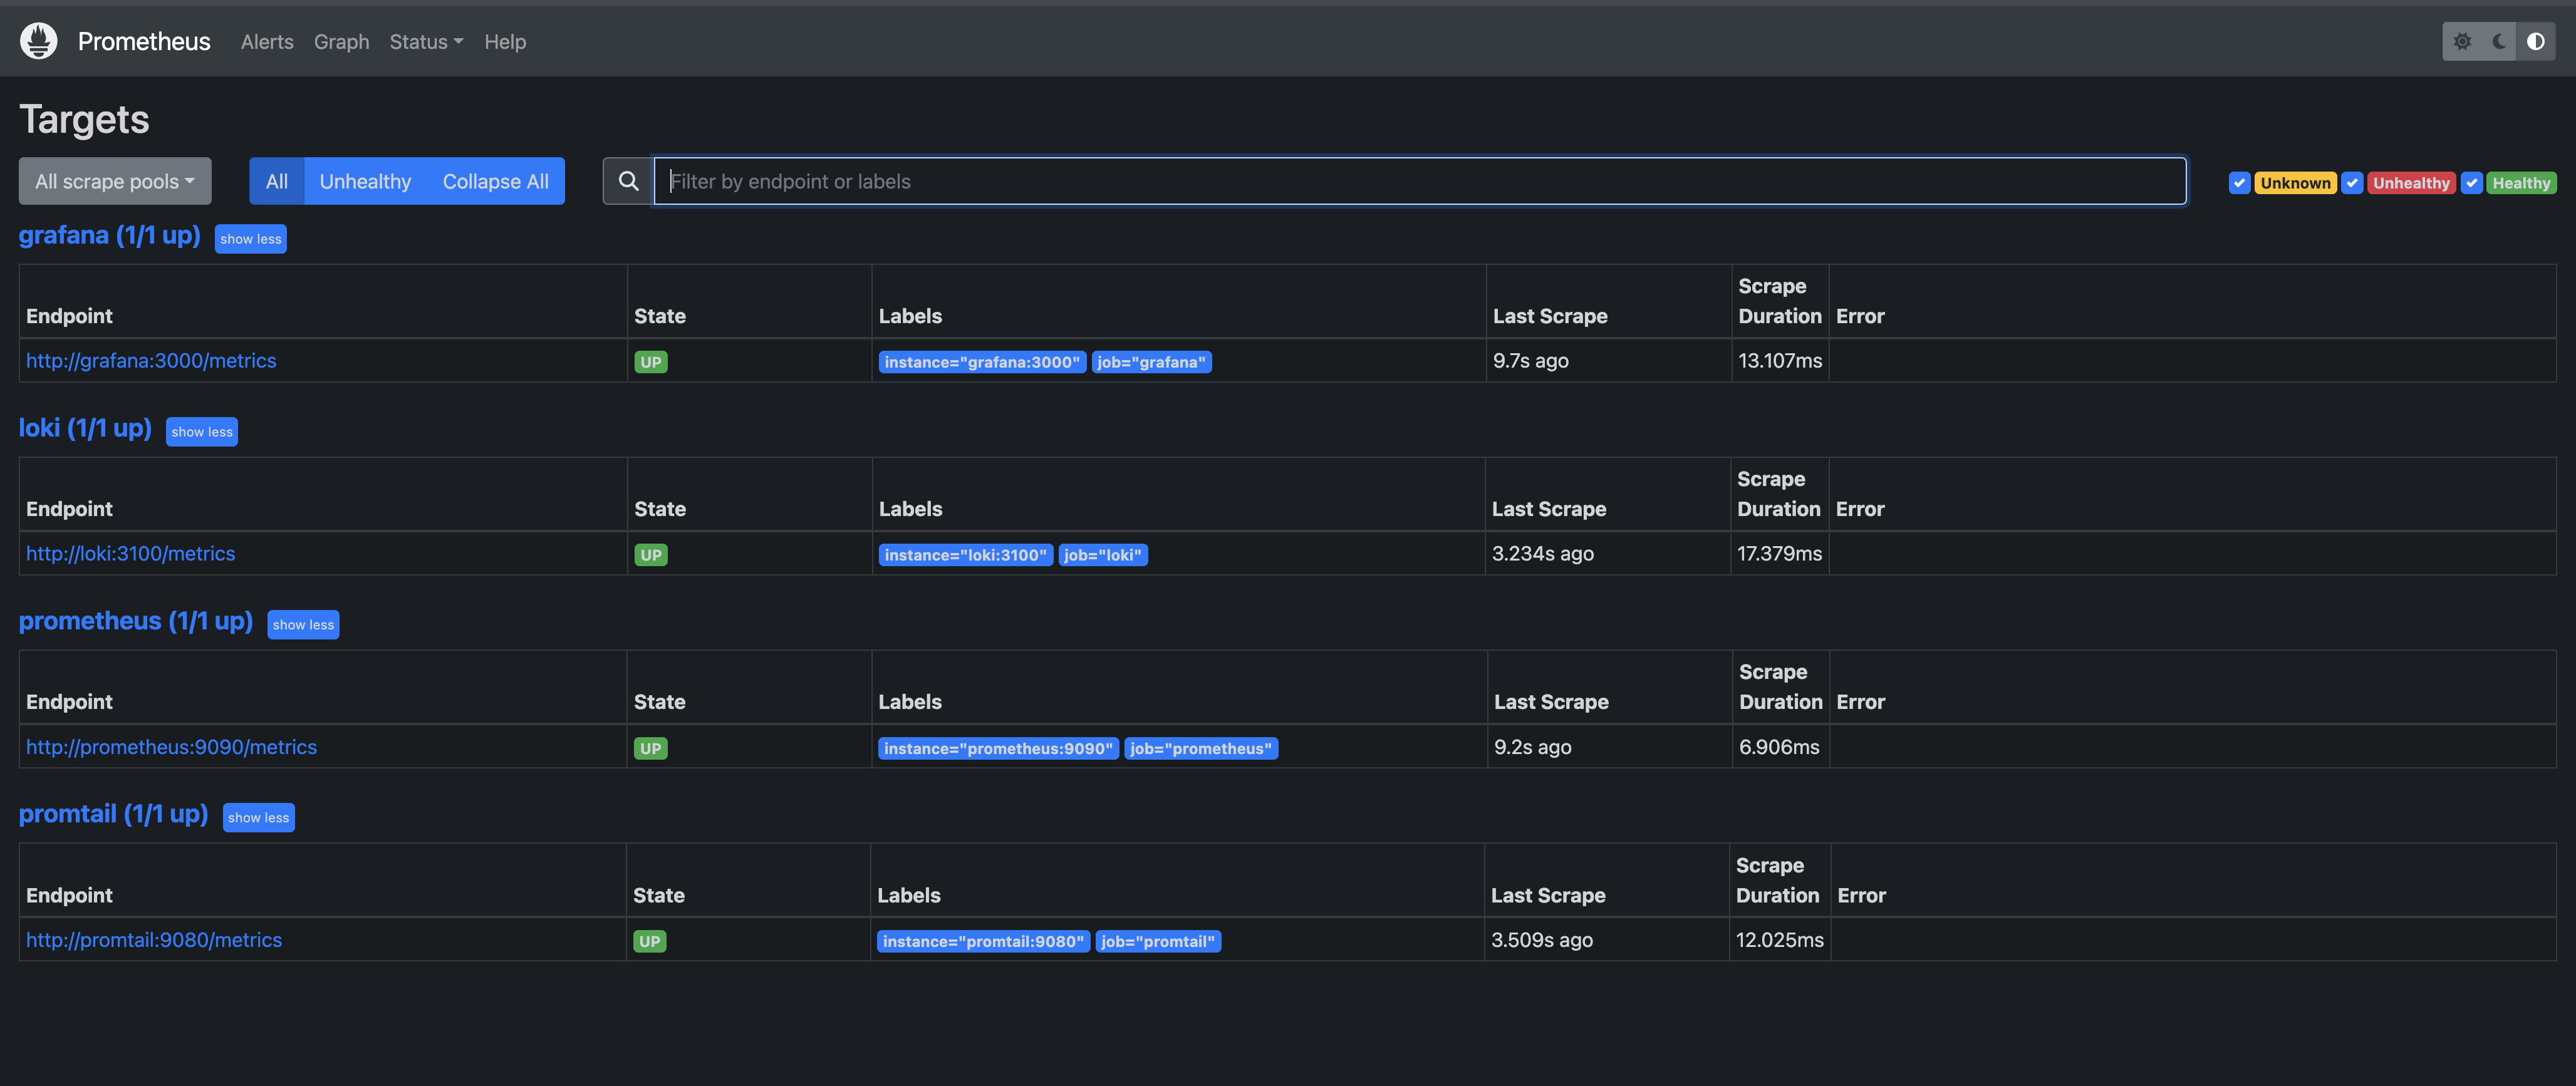 Prometheus Alerts Graph Status Help
Targets
All scrape pools All Unhealthy Collapse All Filter by endpoint or labels Unknown Unhealthy Healthy
grafana (1/1 up) show less
Endpoint State Labels Last Scrape Scrape Duration Error
http://grafana:3000/metrics UP instance="grafana:3000" job="grafana" 9.7s ago 13.107ms
loki (1/1 up) show less
Endpoint State Labels Last Scrape Scrape Duration Error
http://loki:3100/metrics UP instance="loki:3100" job="loki" 3.234s ago 17.379ms
prometheus (1/1 up) show less
Endpoint State Labels Last Scrape Scrape Duration Error
http://prometheus:9090/metrics UP instance="prometheus:9090" job="prometheus" 9.2s ago 6.906ms
promtail (1/1 up) show less
Endpoint State Labels Last Scrape Scrape Duration Error
http://promtail:9080/metrics UP instance="promtail:9080" job="promtail" 3.509s ago 12.025ms